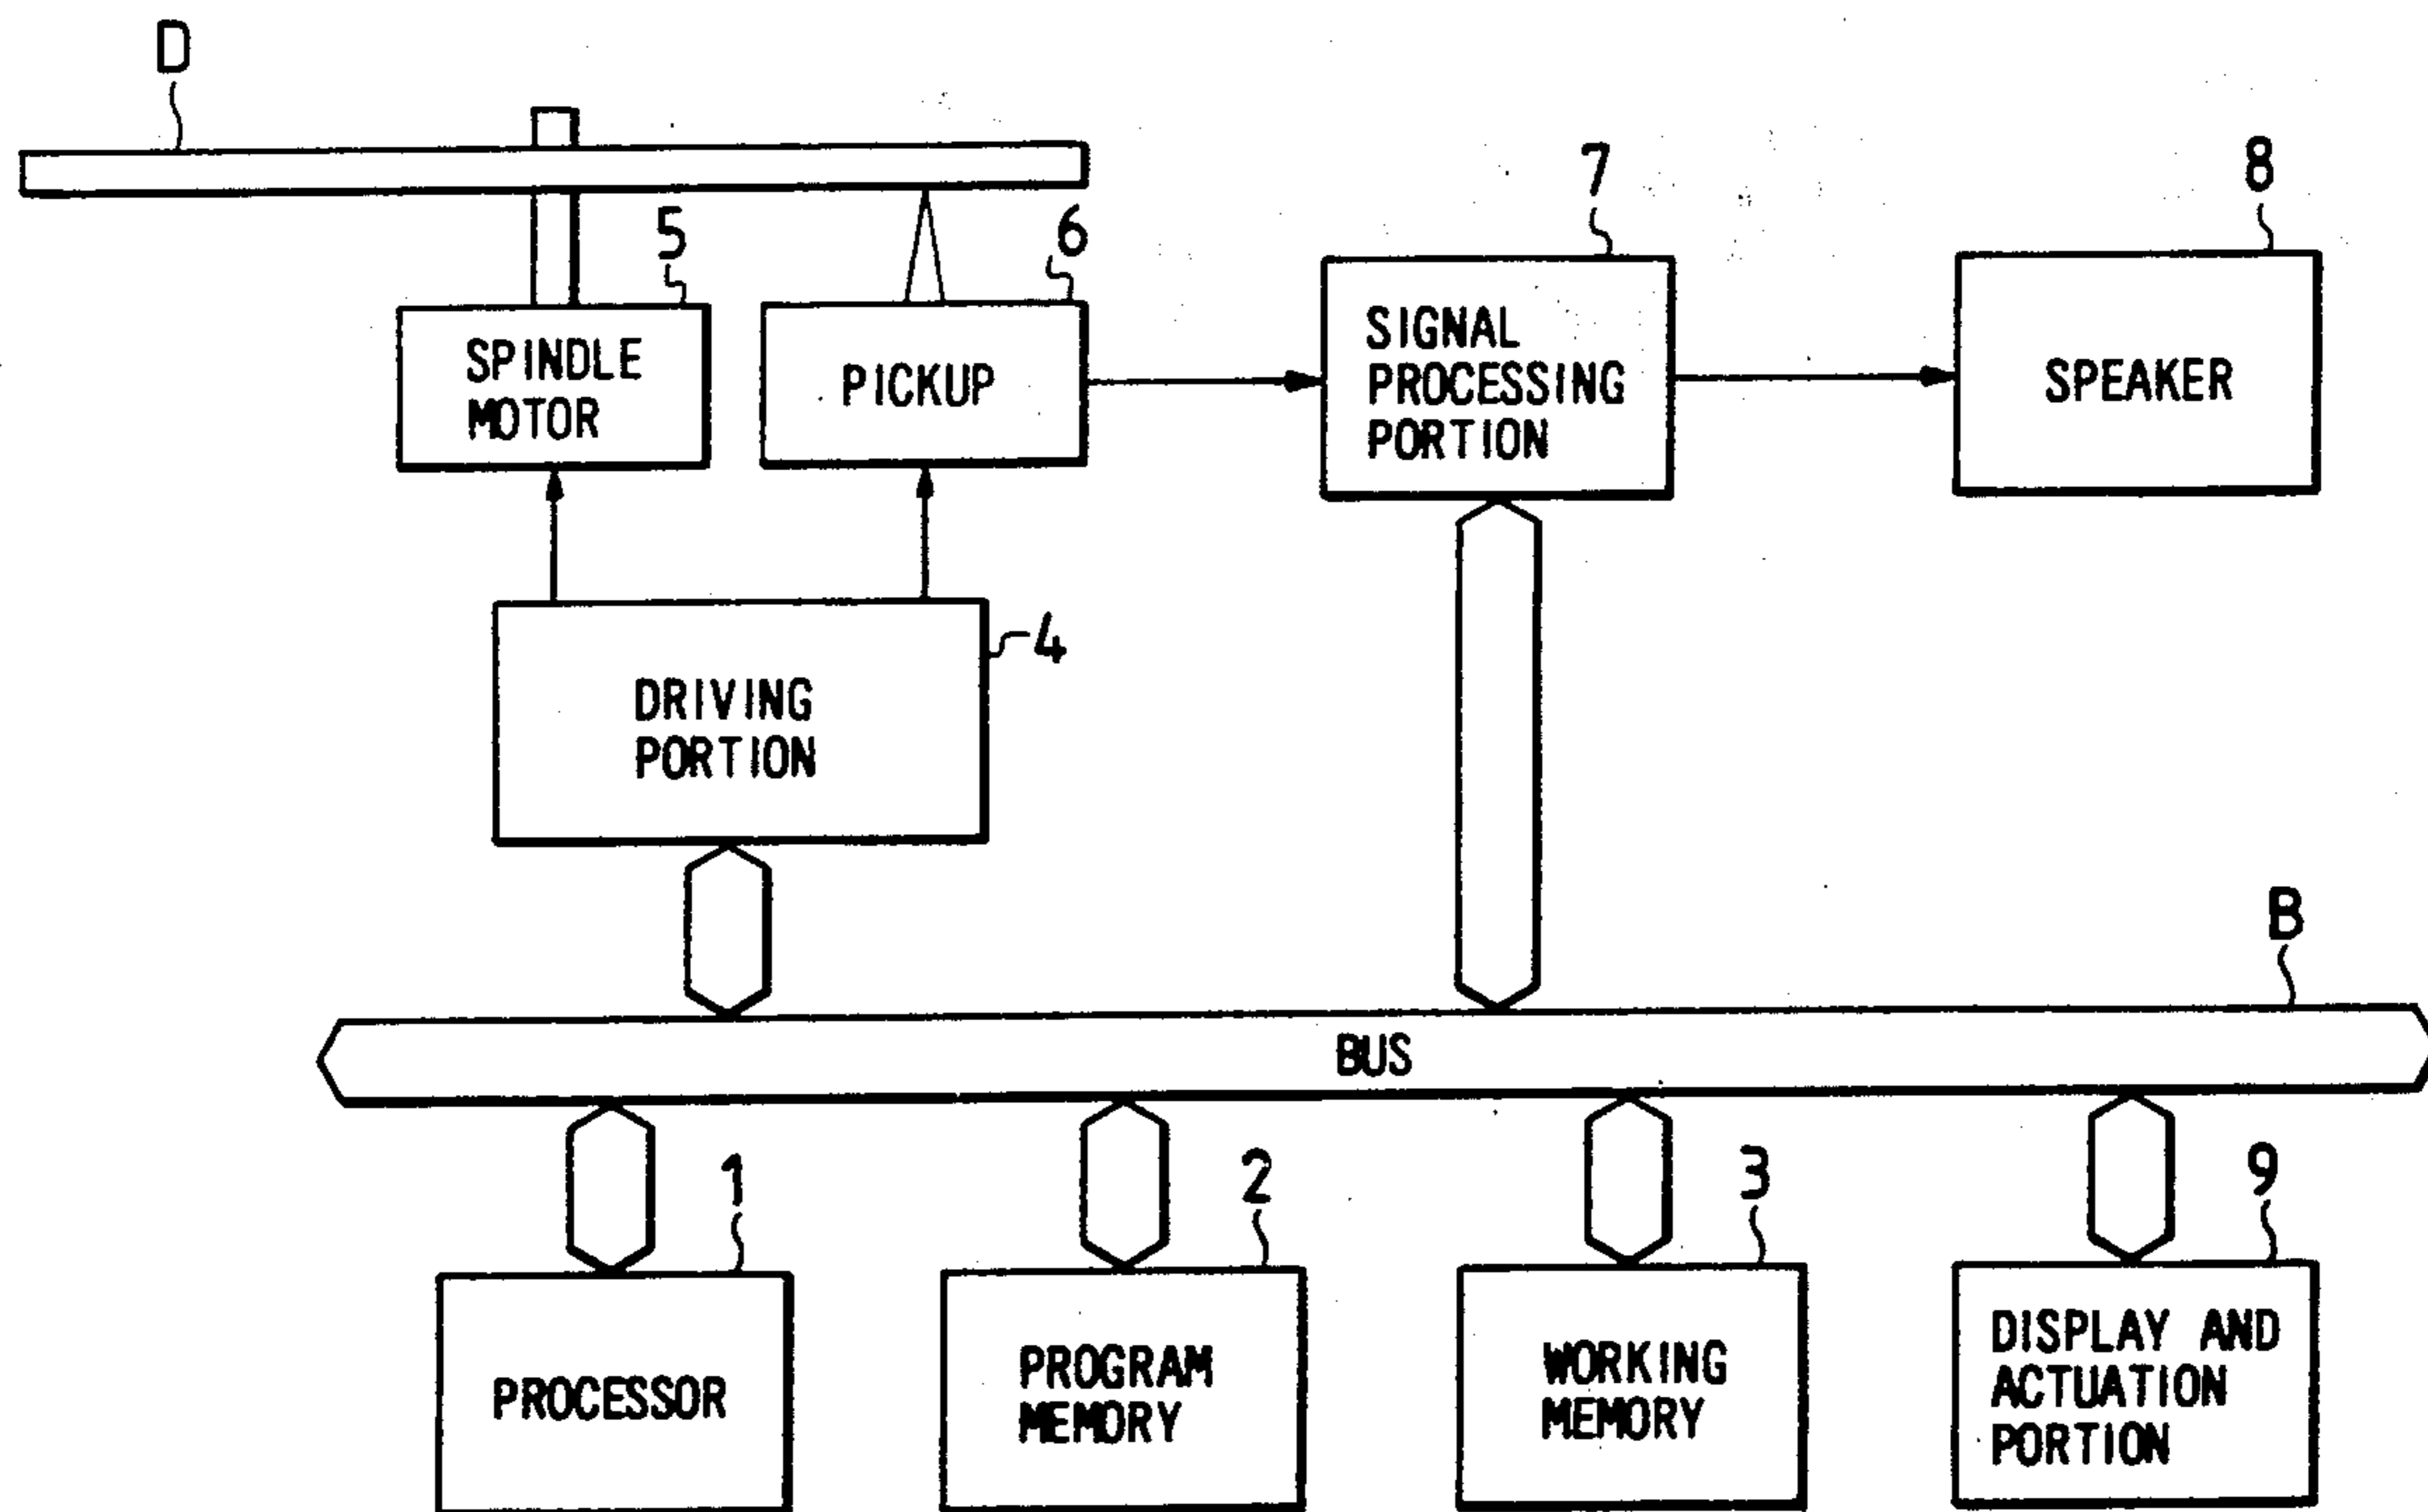 D
5
6
7
8
SPINDLE
MOTOR
PICKUP
SIGNAL
PROCESSING
PORTION
SPEAKER
4
DRIVING
PORTION
B
BUS
1
2
3
9
PROCESSOR
PROGRAM
MEMORY
WORKING
MEMORY
DISPLAY AND
ACTUATION
PORTION